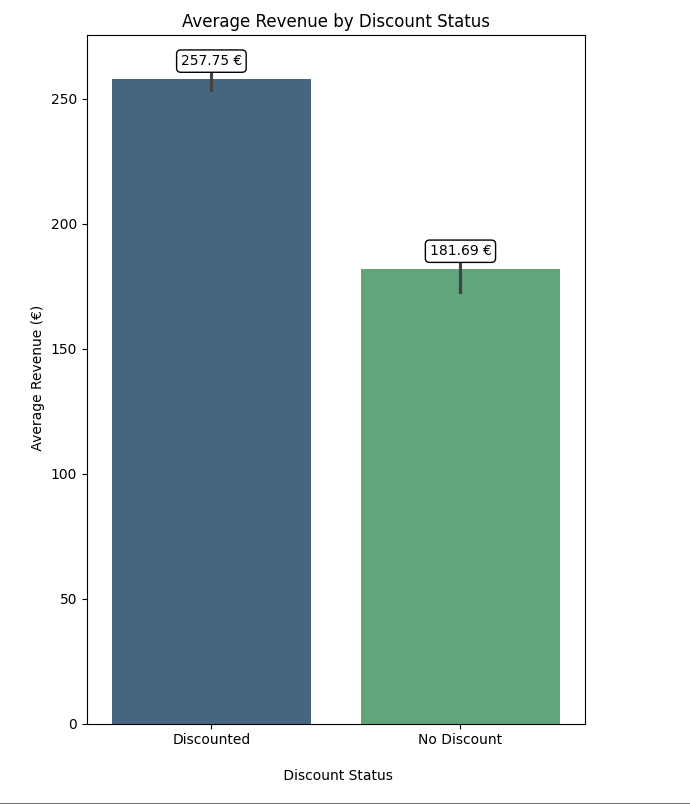 Average Revenue by Discount Status
257.75 €
250
181.69 €
200
150
100
50
0
Average Revenue (€)
Discounted
No Discount
Discount Status